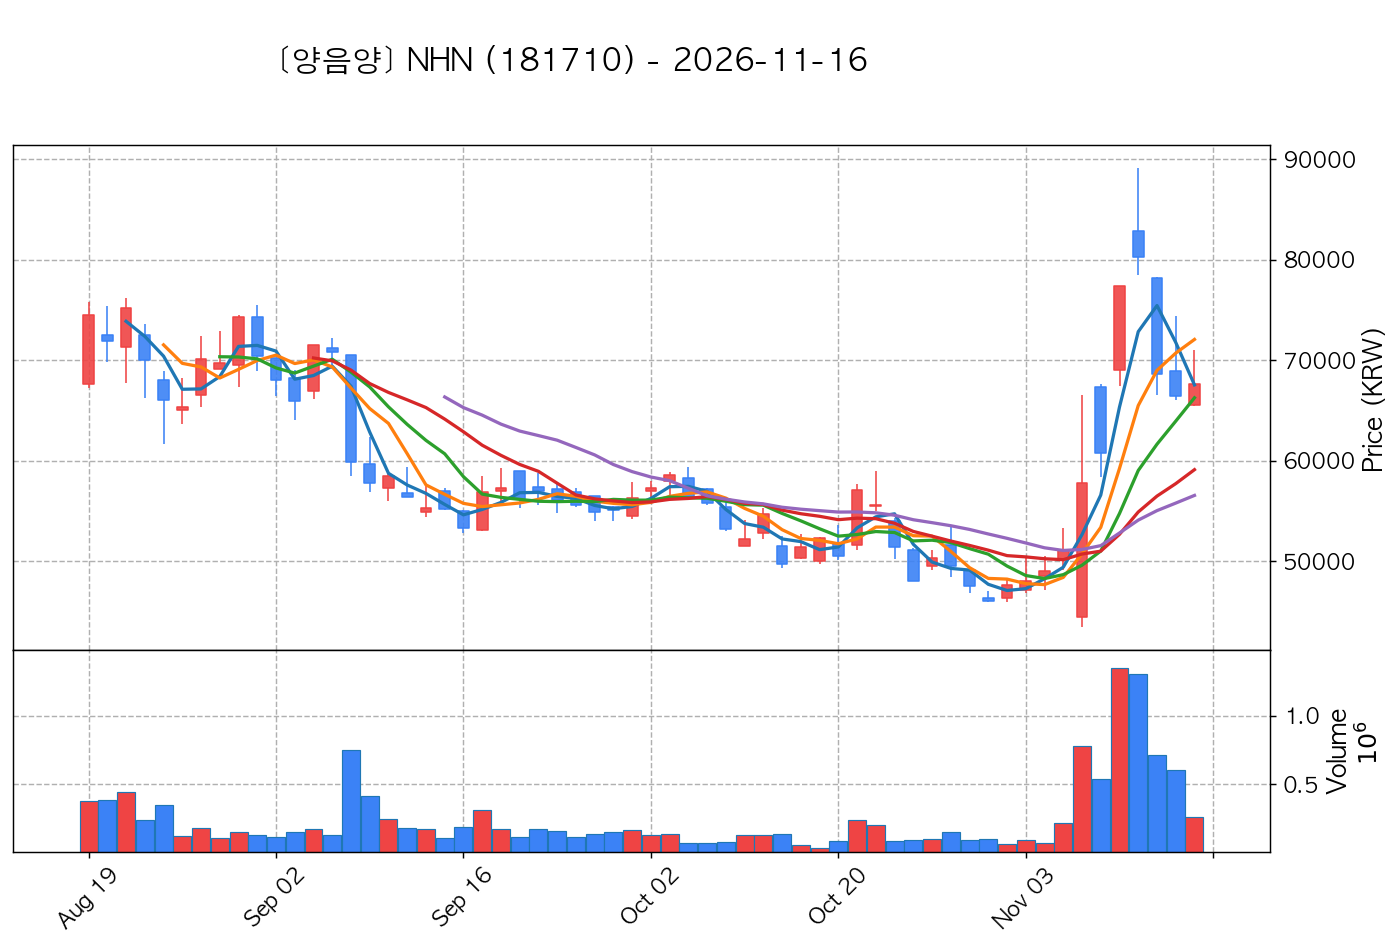 [양음양] NHN (181710) - 2026-11-16
90000
80000
70000
60000
50000
Price (KRW)
1.0
0.5
Volume
10^6
Aug 19
Sep 02
Sep 16
Oct 02
Oct 20
Nov 03